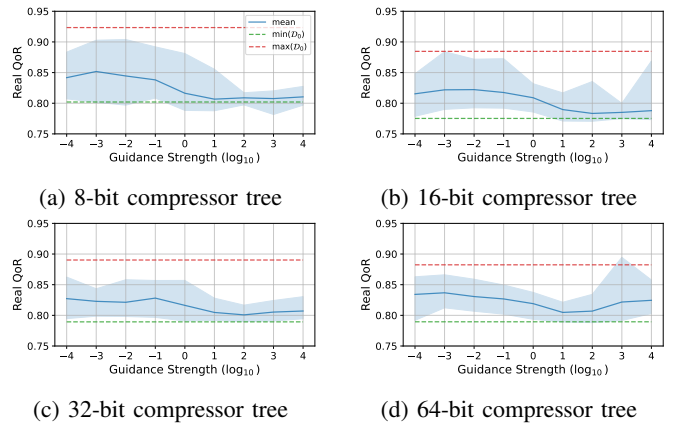 0.95
0.90
0.85
0.80
0.75
Real QoR
mean
min(𝒟₀)
max(𝒟₀)
−4 −3 −2 −1 0 1 2 3 4
Guidance Strength (log₁₀)
(a) 8-bit compressor tree
0.95
0.90
0.85
0.80
0.75
Real QoR
−4 −3 −2 −1 0 1 2 3 4
Guidance Strength (log₁₀)
(b) 16-bit compressor tree
0.95
0.90
0.85
0.80
0.75
Real QoR
−4 −3 −2 −1 0 1 2 3 4
Guidance Strength (log₁₀)
(c) 32-bit compressor tree
0.95
0.90
0.85
0.80
0.75
Real QoR
−4 −3 −2 −1 0 1 2 3 4
Guidance Strength (log₁₀)
(d) 64-bit compressor tree